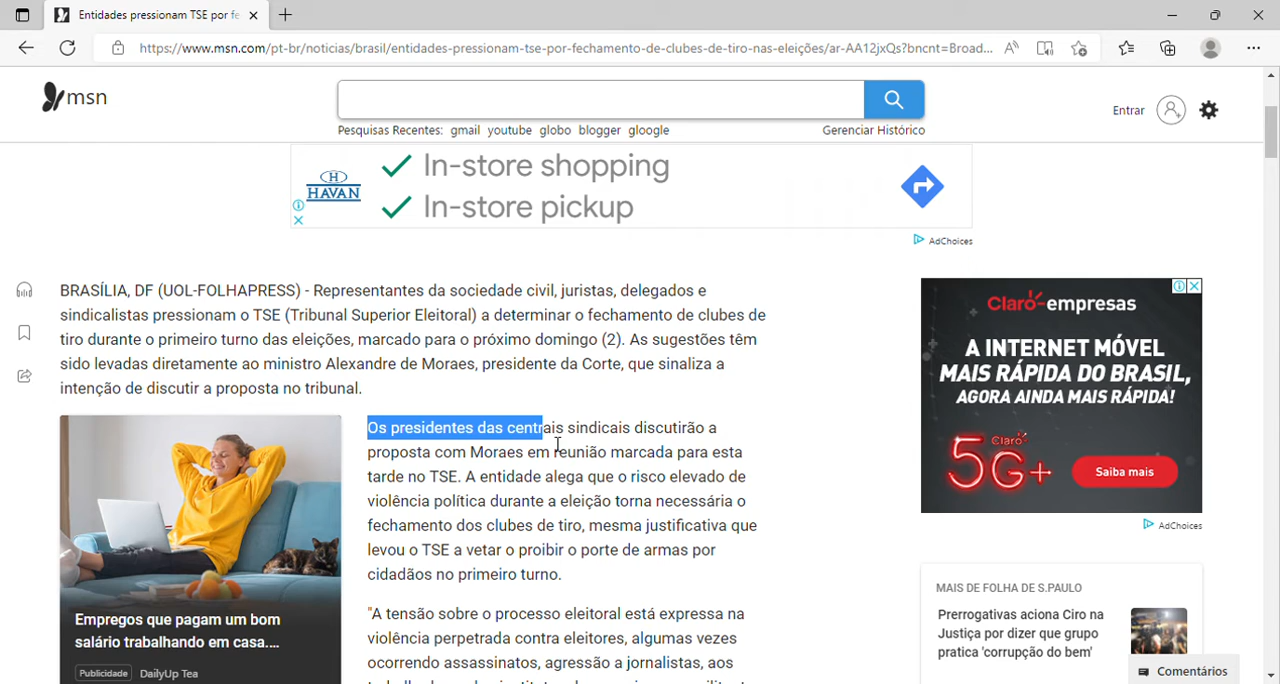 Entidades pressionam TSE por fe
https://www.msn.com/pt-br/noticias/brasil/entidades-pressionam-tse-por-fechamento-de-clubes-de-tiro-nas-eleições/ar-AA12jxQs?bncnt=Broad...
msn
Pesquisas Recentes: gmail youtube globo blogger gloogle
Gerenciar Histórico
Entrar
H
HAVAN
In-store shopping
In-store pickup
AdChoices
BRASÍLIA, DF (UOL-FOLHAPRESS) - Representantes da sociedade civil, juristas, delegados e
sindicalistas pressionam o TSE (Tribunal Superior Eleitoral) a determinar o fechamento de clubes de
tiro durante o primeiro turno das eleições, marcado para o próximo domingo (2). As sugestões têm
sido levadas diretamente ao ministro Alexandre de Moraes, presidente da Corte, que sinaliza a
intenção de discutir a proposta no tribunal.
Os presidentes das centrais sindicais discutirão a
proposta com Moraes em reunião marcada para esta
tarde no TSE. A entidade alega que o risco elevado de
violência política durante a eleição torna necessária o
fechamento dos clubes de tiro, mesma justificativa que
levou o TSE a vetar o proibir o porte de armas por
cidadãos no primeiro turno.
"A tensão sobre o processo eleitoral está expressa na
violência perpetrada contra eleitores, algumas vezes
ocorrendo assassinatos, agressão a jornalistas, aos
Empregos que pagam um bom
salário trabalhando em casa....
Publicidade DailyUp Tea
Claro empresas
A INTERNET MÓVEL
MAIS RÁPIDA DO BRASIL,
AGORA AINDA MAIS RÁPIDA!
Claro
5G+
Saiba mais
AdChoices
MAIS DE FOLHA DE S.PAULO
Prerrogativas aciona Ciro na
Justiça por dizer que grupo
pratica 'corrupção do bem'
Comentários